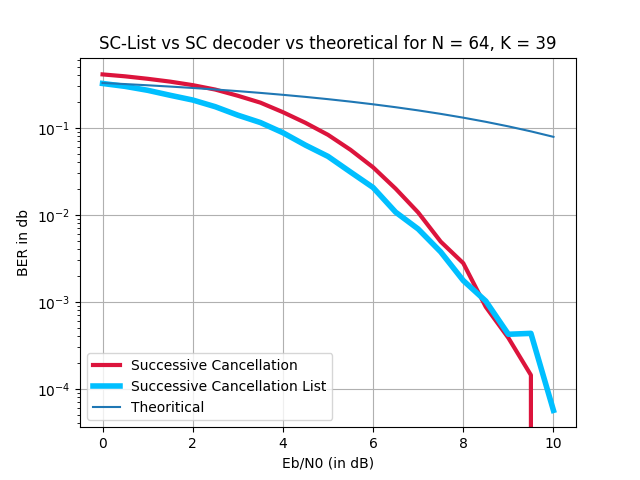 SC-List vs SC decoder vs theoretical for N = 64, K = 39
BER in db
10⁻¹
10⁻²
10⁻³
10⁻⁴
Successive Cancellation
Successive Cancellation List
Theoritical
0 2 4 6 8 10
Eb/N0 (in dB)